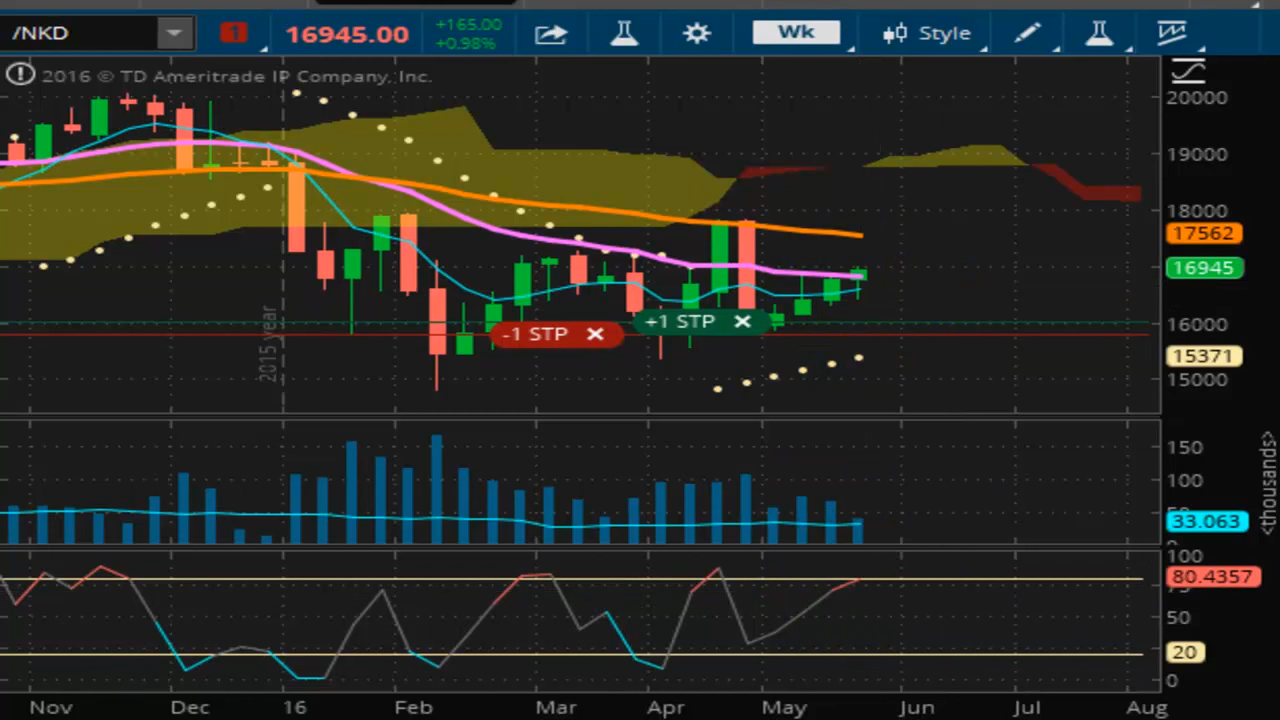 /NKD 1 16945.00 +165.00 +0.98% Wk Style
2016 © TD Ameritrade IP Company, Inc.
20000
19000
18000
17562
16945
16000
15371
15000
-1 STP
+1 STP
2015 year
150
100
33.063
<thousands>
100
80.4357
50
20
0
Nov Dec 16 Feb Mar Apr May Jun Jul Aug